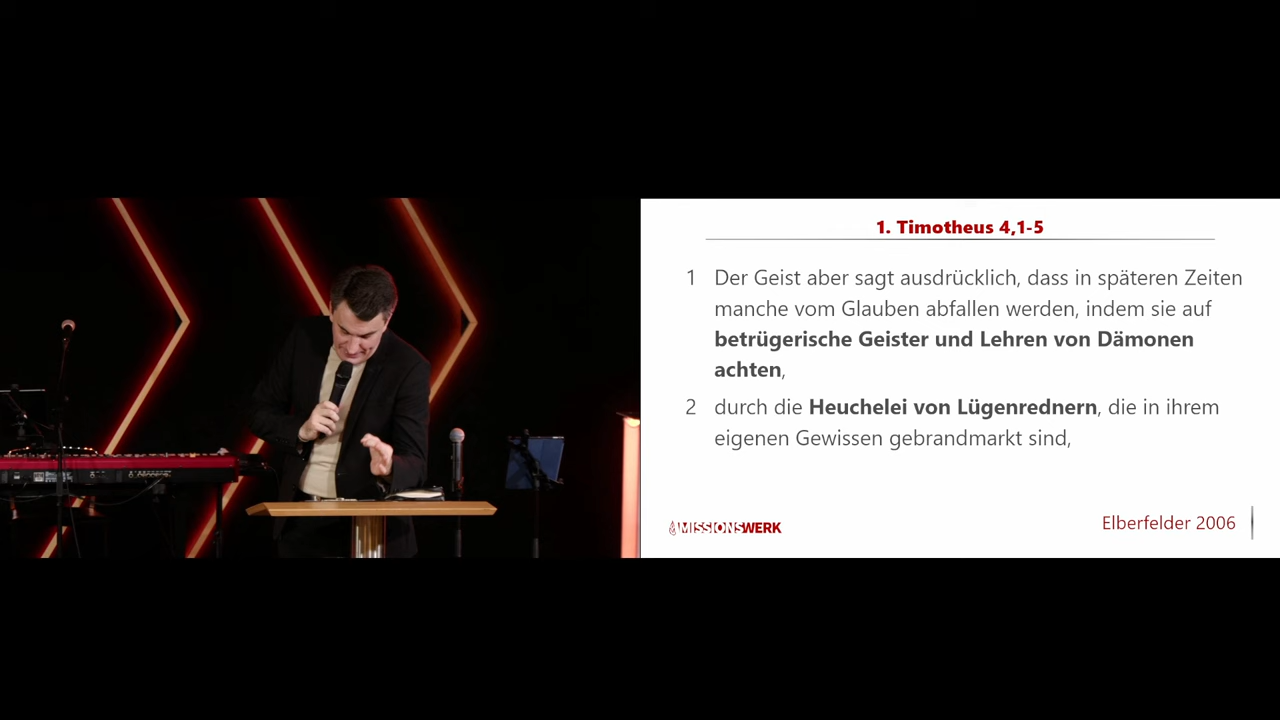 1. Timotheus 4,1-5
1 Der Geist aber sagt ausdrücklich, dass in späteren Zeiten
manche vom Glauben abfallen werden, indem sie auf
betrügerische Geister und Lehren von Dämonen
achten,
2 durch die Heuchelei von Lügenrednern, die in ihrem
eigenen Gewissen gebrandmarkt sind,
MISSIONSWERK
Elberfelder 2006